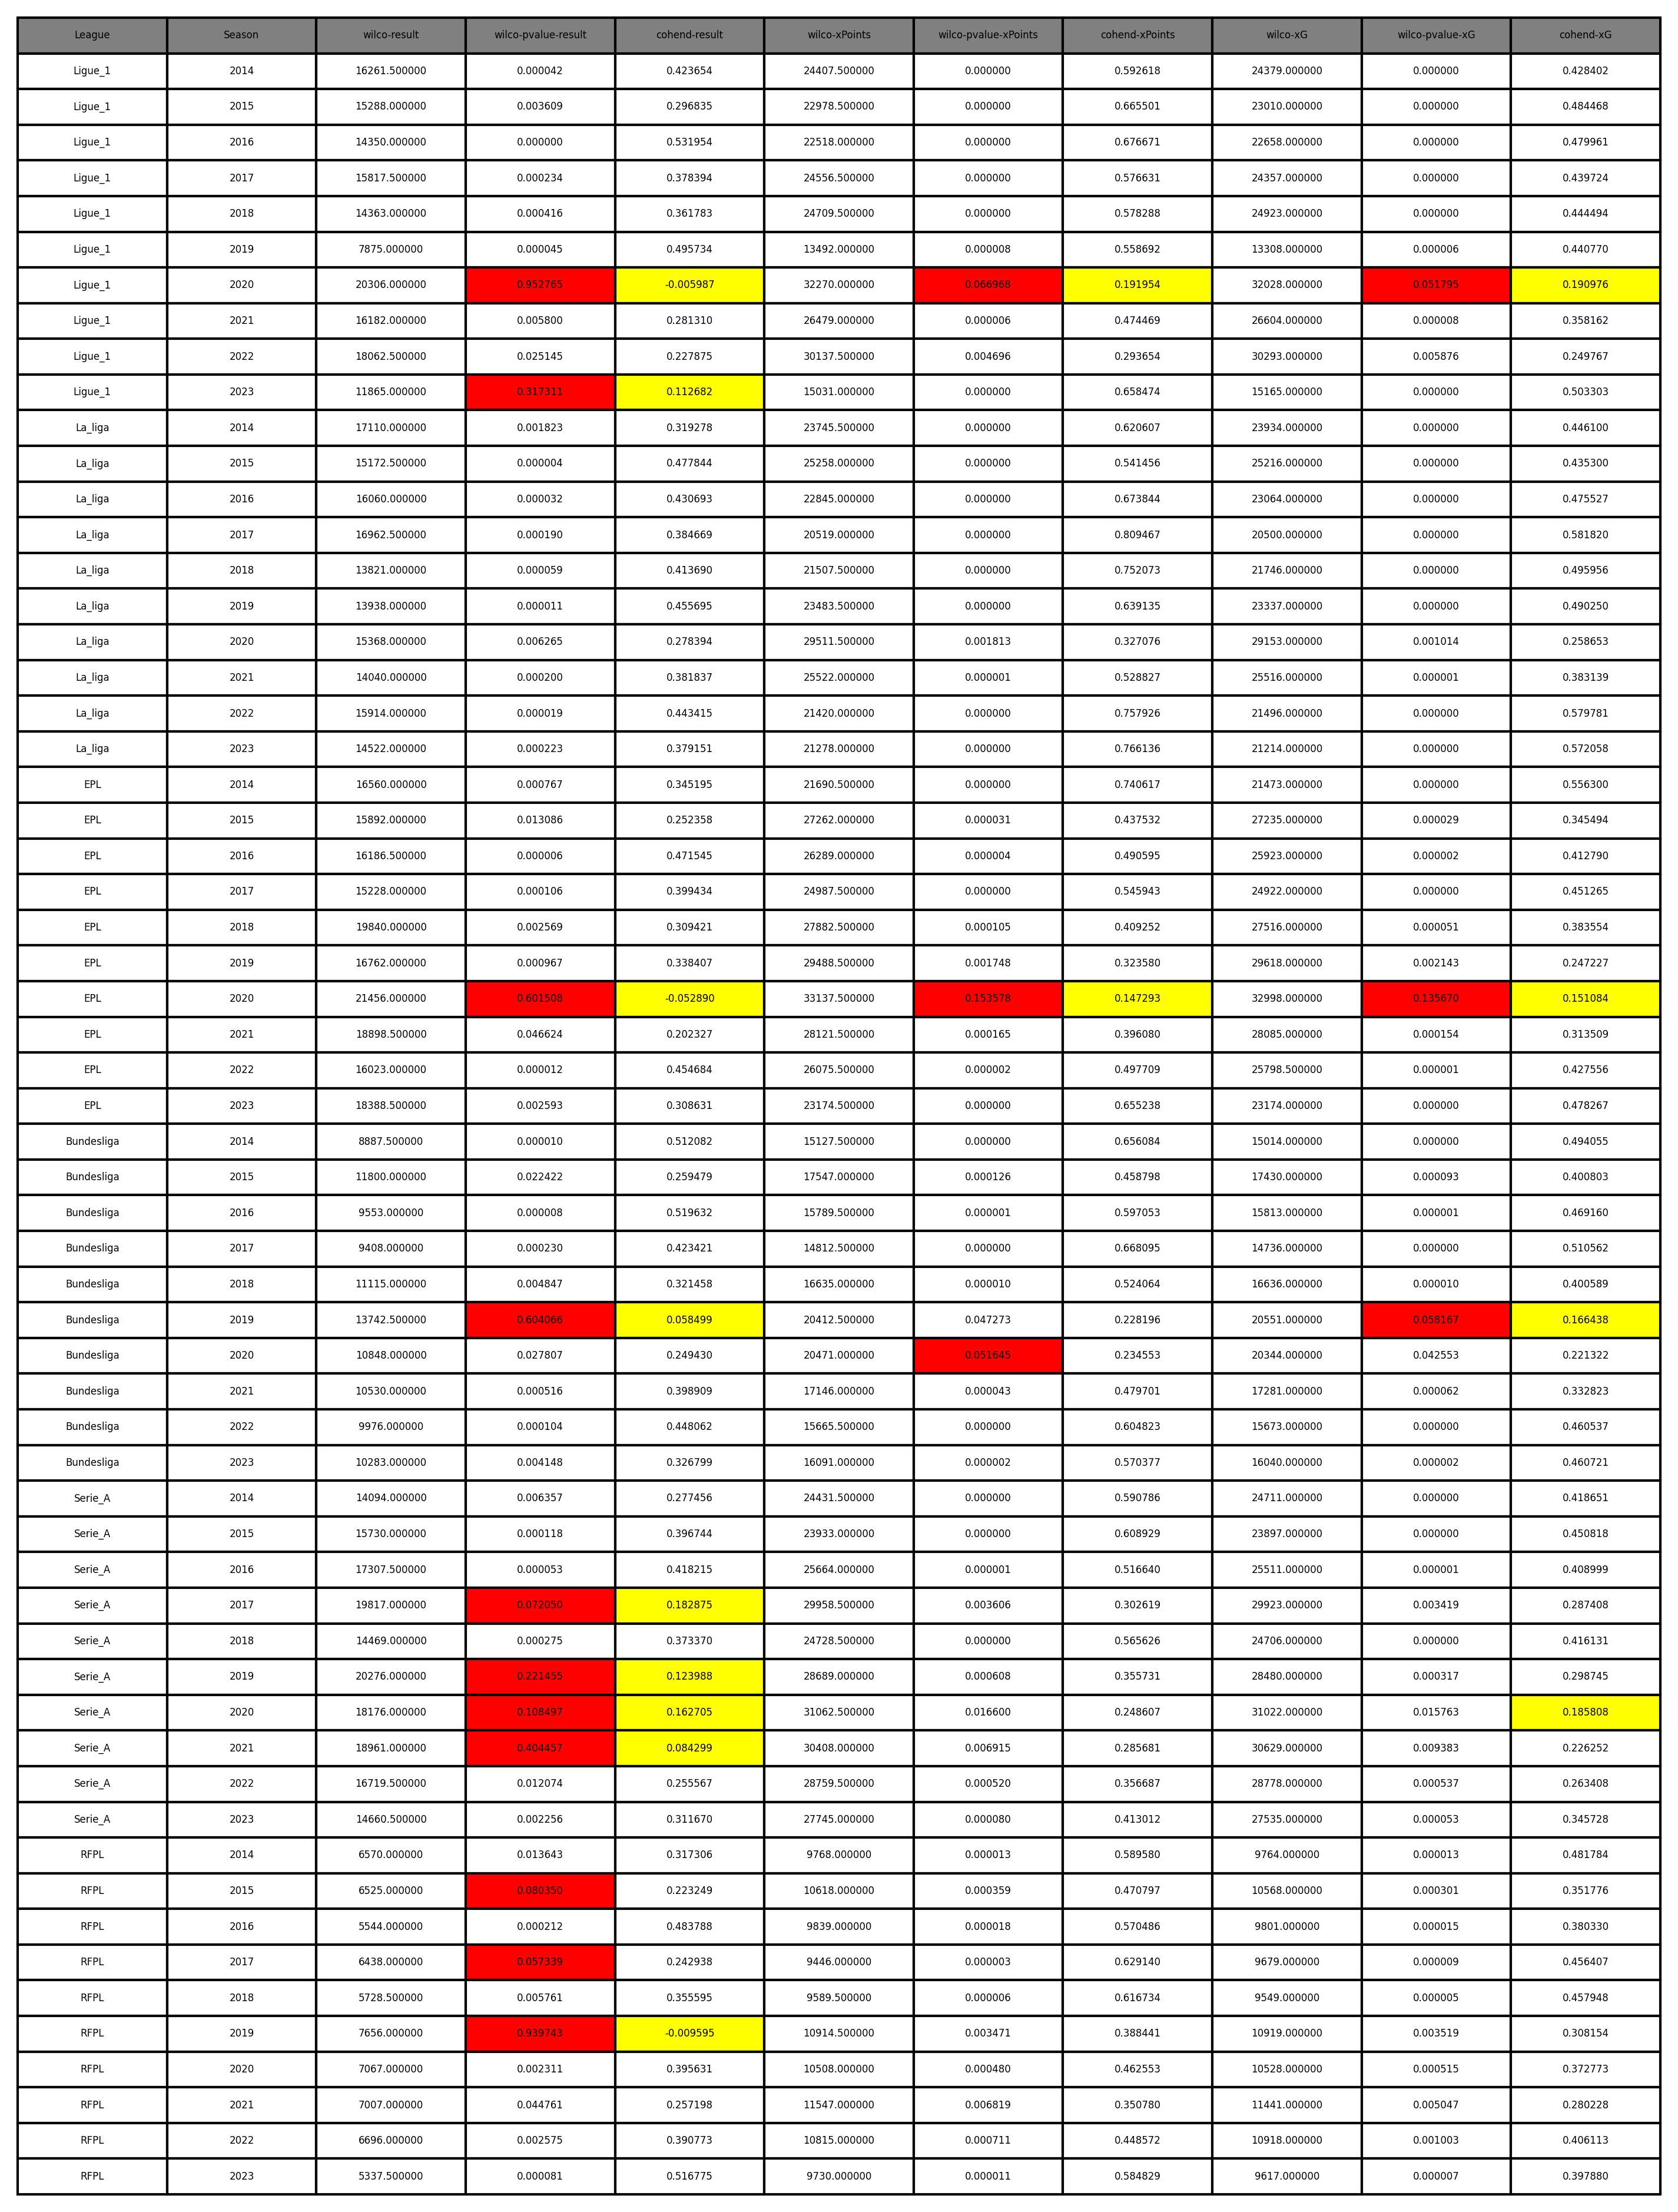 League Season wilco-result wilco-pvalue-result cohend-result wilco-xPoints wilco-pvalue-xPoints cohend-xPoints wilco-xG wilco-pvalue-xG cohend-xG
Ligue_1 2014 16261.500000 0.000042 0.423654 24407.500000 0.000000 0.592618 24379.000000 0.000000 0.428402
Ligue_1 2015 15288.000000 0.003609 0.296835 22978.500000 0.000000 0.665501 23010.000000 0.000000 0.484468
Ligue_1 2016 14350.000000 0.000000 0.531954 22518.000000 0.000000 0.676671 22658.000000 0.000000 0.479961
Ligue_1 2017 15817.500000 0.000234 0.378394 24556.500000 0.000000 0.576631 24357.000000 0.000000 0.439724
Ligue_1 2018 14363.000000 0.000416 0.361783 24709.500000 0.000000 0.578288 24923.000000 0.000000 0.444494
Ligue_1 2019 7875.000000 0.000045 0.495734 13492.000000 0.000008 0.558692 13308.000000 0.000006 0.440770
Ligue_1 2020 20306.000000 0.952765 -0.005987 32270.000000 0.066968 0.191954 32028.000000 0.051795 0.190976
Ligue_1 2021 16182.000000 0.005800 0.281310 26479.000000 0.000006 0.474469 26604.000000 0.000008 0.358162
Ligue_1 2022 18062.500000 0.025145 0.227875 30137.500000 0.004696 0.293654 30293.000000 0.005876 0.249767
Ligue_1 2023 11865.000000 0.317311 0.112682 15031.000000 0.000000 0.658474 15165.000000 0.000000 0.503303
La_liga 2014 17110.000000 0.001823 0.319278 23745.500000 0.000000 0.620607 23934.000000 0.000000 0.446100
La_liga 2015 15172.500000 0.000004 0.477844 25258.000000 0.000000 0.541456 25216.000000 0.000000 0.435300
La_liga 2016 16060.000000 0.000032 0.430693 22845.000000 0.000000 0.673844 23064.000000 0.000000 0.475527
La_liga 2017 16962.500000 0.000190 0.384669 20519.000000 0.000000 0.809467 20500.000000 0.000000 0.581820
La_liga 2018 13821.000000 0.000059 0.413690 21507.500000 0.000000 0.752073 21746.000000 0.000000 0.495956
La_liga 2019 13938.000000 0.000011 0.455695 23483.500000 0.000000 0.639135 23337.000000 0.000000 0.490250
La_liga 2020 15368.000000 0.006265 0.278394 29511.500000 0.001813 0.327076 29153.000000 0.001014 0.258653
La_liga 2021 14040.000000 0.000200 0.381837 25522.000000 0.000001 0.528827 25516.000000 0.000001 0.383139
La_liga 2022 15914.000000 0.000019 0.443415 21420.000000 0.000000 0.757926 21496.000000 0.000000 0.579781
La_liga 2023 14522.000000 0.000223 0.379151 21278.000000 0.000000 0.766136 21214.000000 0.000000 0.572058
EPL 2014 16560.000000 0.000767 0.345195 21690.500000 0.000000 0.740617 21473.000000 0.000000 0.556300
EPL 2015 15892.000000 0.013086 0.252358 27262.000000 0.000031 0.437532 27235.000000 0.000029 0.345494
EPL 2016 16186.500000 0.000006 0.471545 26289.000000 0.000004 0.490595 25923.000000 0.000002 0.412790
EPL 2017 15228.000000 0.000106 0.399434 24987.500000 0.000000 0.545943 24922.000000 0.000000 0.451265
EPL 2018 19840.000000 0.002569 0.309421 27882.500000 0.000105 0.409252 27516.000000 0.000051 0.383554
EPL 2019 16762.000000 0.000967 0.338407 29488.500000 0.001748 0.323580 29618.000000 0.002143 0.247227
EPL 2020 21456.000000 0.601508 -0.052890 33137.500000 0.153578 0.147293 32998.000000 0.135670 0.151084
EPL 2021 18898.500000 0.046624 0.202327 28121.500000 0.000165 0.396080 28085.000000 0.000154 0.313509
EPL 2022 16023.000000 0.000012 0.454684 26075.500000 0.000002 0.497709 25798.500000 0.000001 0.427556
EPL 2023 18388.500000 0.002593 0.308631 23174.500000 0.000000 0.655238 23174.000000 0.000000 0.478267
Bundesliga 2014 8887.500000 0.000010 0.512082 15127.500000 0.000000 0.656084 15014.000000 0.000000 0.494055
Bundesliga 2015 11800.000000 0.022422 0.259479 17547.000000 0.000126 0.458798 17430.000000 0.000093 0.400803
Bundesliga 2016 9553.000000 0.000008 0.519632 15789.500000 0.000001 0.597053 15813.000000 0.000001 0.469160
Bundesliga 2017 9408.000000 0.000230 0.423421 14812.500000 0.000000 0.668095 14736.000000 0.000000 0.510562
Bundesliga 2018 11115.000000 0.004847 0.321458 16635.000000 0.000010 0.524064 16636.000000 0.000010 0.400589
Bundesliga 2019 13742.500000 0.604066 0.058499 20412.500000 0.047273 0.228196 20551.000000 0.058167 0.166438
Bundesliga 2020 10848.000000 0.027807 0.249430 20471.000000 0.051645 0.234553 20344.000000 0.042553 0.221322
Bundesliga 2021 10530.000000 0.000516 0.398909 17146.000000 0.000043 0.479701 17281.000000 0.000062 0.332823
Bundesliga 2022 9976.000000 0.000104 0.448062 15665.500000 0.000000 0.604823 15673.000000 0.000000 0.460537
Bundesliga 2023 10283.000000 0.004148 0.326799 16091.000000 0.000002 0.570377 16040.000000 0.000002 0.460721
Serie_A 2014 14094.000000 0.006357 0.277456 24431.500000 0.000000 0.590786 24711.000000 0.000000 0.418651
Serie_A 2015 15730.000000 0.000118 0.396744 23933.000000 0.000000 0.608929 23897.000000 0.000000 0.450818
Serie_A 2016 17307.500000 0.000053 0.418215 25664.000000 0.000001 0.516640 25511.000000 0.000001 0.408999
Serie_A 2017 19817.000000 0.072050 0.182875 29958.500000 0.003606 0.302619 29923.000000 0.003419 0.287408
Serie_A 2018 14469.000000 0.000275 0.373370 24728.500000 0.000000 0.565626 24706.000000 0.000000 0.416131
Serie_A 2019 20276.000000 0.221455 0.123988 28689.000000 0.000608 0.355731 28480.000000 0.000317 0.298745
Serie_A 2020 18176.000000 0.108497 0.162705 31062.500000 0.016600 0.248607 31022.000000 0.015763 0.185808
Serie_A 2021 18961.000000 0.404457 0.084299 30408.000000 0.006915 0.285681 30629.000000 0.009383 0.226252
Serie_A 2022 16719.500000 0.012074 0.255567 28759.500000 0.000520 0.356687 28778.000000 0.000537 0.263408
Serie_A 2023 14660.500000 0.002256 0.311670 27745.000000 0.000080 0.413012 27535.000000 0.000053 0.345728
RFPL 2014 6570.000000 0.013643 0.317306 9768.000000 0.000013 0.589580 9764.000000 0.000013 0.481784
RFPL 2015 6525.000000 0.080350 0.223249 10618.000000 0.000359 0.470797 10568.000000 0.000301 0.351776
RFPL 2016 5544.000000 0.000212 0.483788 9839.000000 0.000018 0.570486 9801.000000 0.000015 0.380330
RFPL 2017 6438.000000 0.057339 0.242938 9446.000000 0.000003 0.629140 9679.000000 0.000009 0.456407
RFPL 2018 5728.500000 0.005761 0.355595 9589.500000 0.000006 0.616734 9549.000000 0.000005 0.457948
RFPL 2019 7656.000000 0.939743 -0.009595 10914.500000 0.003471 0.388441 10919.000000 0.003519 0.308154
RFPL 2020 7067.000000 0.002311 0.395631 10508.000000 0.000480 0.462553 10528.000000 0.000515 0.372773
RFPL 2021 7007.000000 0.044761 0.257198 11547.000000 0.006819 0.350780 11441.000000 0.005047 0.280228
RFPL 2022 6696.000000 0.002575 0.390773 10815.000000 0.000711 0.448572 10918.000000 0.001003 0.406113
RFPL 2023 5337.500000 0.000081 0.516775 9730.000000 0.000011 0.584829 9617.000000 0.000007 0.397880